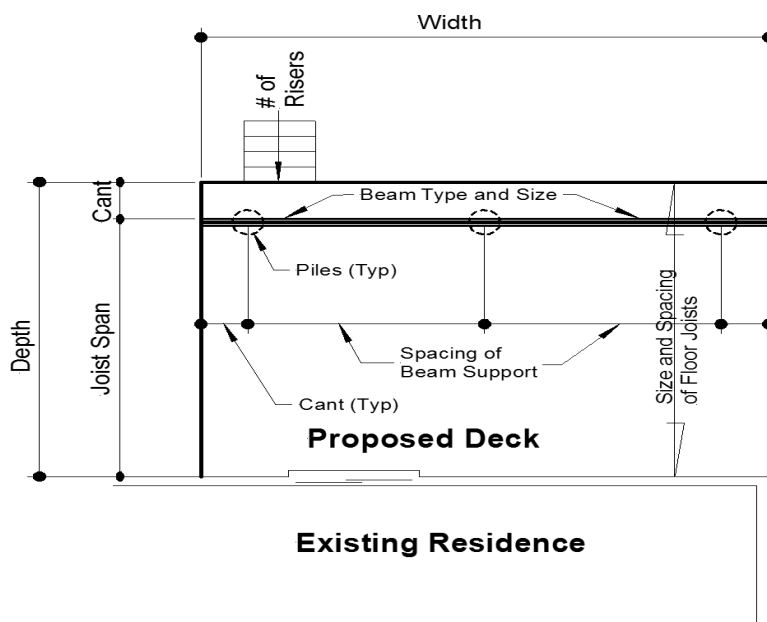 Width
# of
Risers
Cant
Beam Type and Size
Piles (Typ)
Depth
Joist Span
Spacing of
Beam Support
Size and Spacing
of Floor Joists
Cant (Typ)
Proposed Deck
Existing Residence